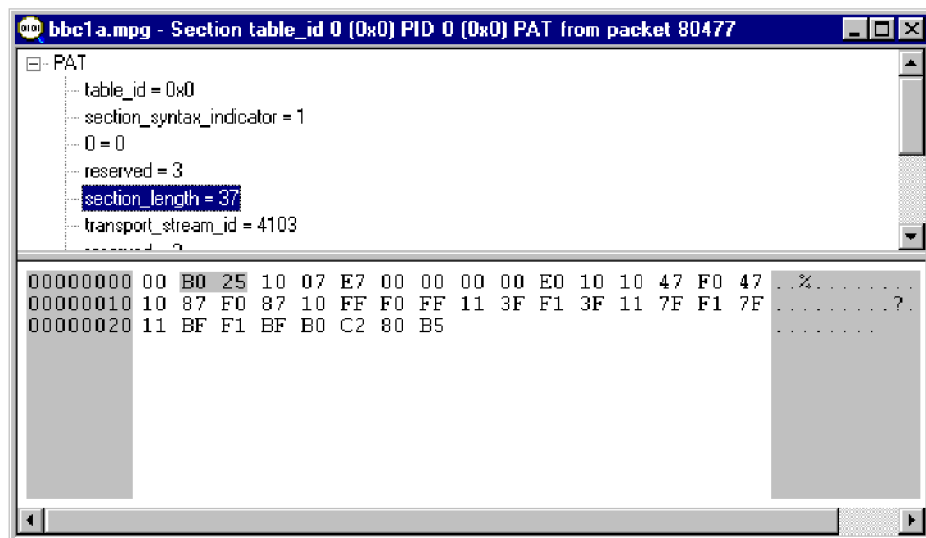 bbc1a.mpg - Section table_id 0 (0x0) PID 0 (0x0) PAT from packet 80477
PAT
table_id = 0x0
section_syntax_indicator = 1
0 = 0
reserved = 3
section_length = 37
transport_stream_id = 4103
00000000 00 B0 25 10 07 E7 00 00 00 00 E0 10 10 47 F0 47 ..%.............
00000010 10 87 F0 87 10 FF F0 FF 11 3F F1 3F 11 7F F1 7F .........?.
00000020 11 BF F1 BF B0 C2 80 B5 ........